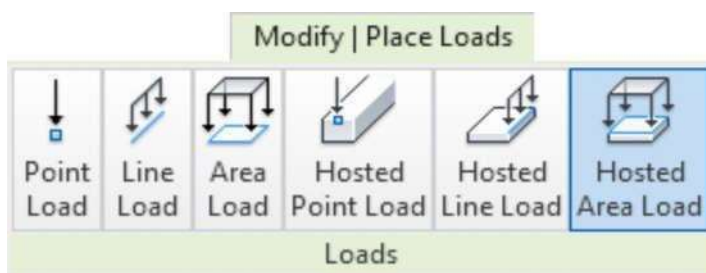 Modify | Place Loads
Point Load
Line Load
Area Load
Hosted Point Load
Hosted Line Load
Hosted Area Load
Loads